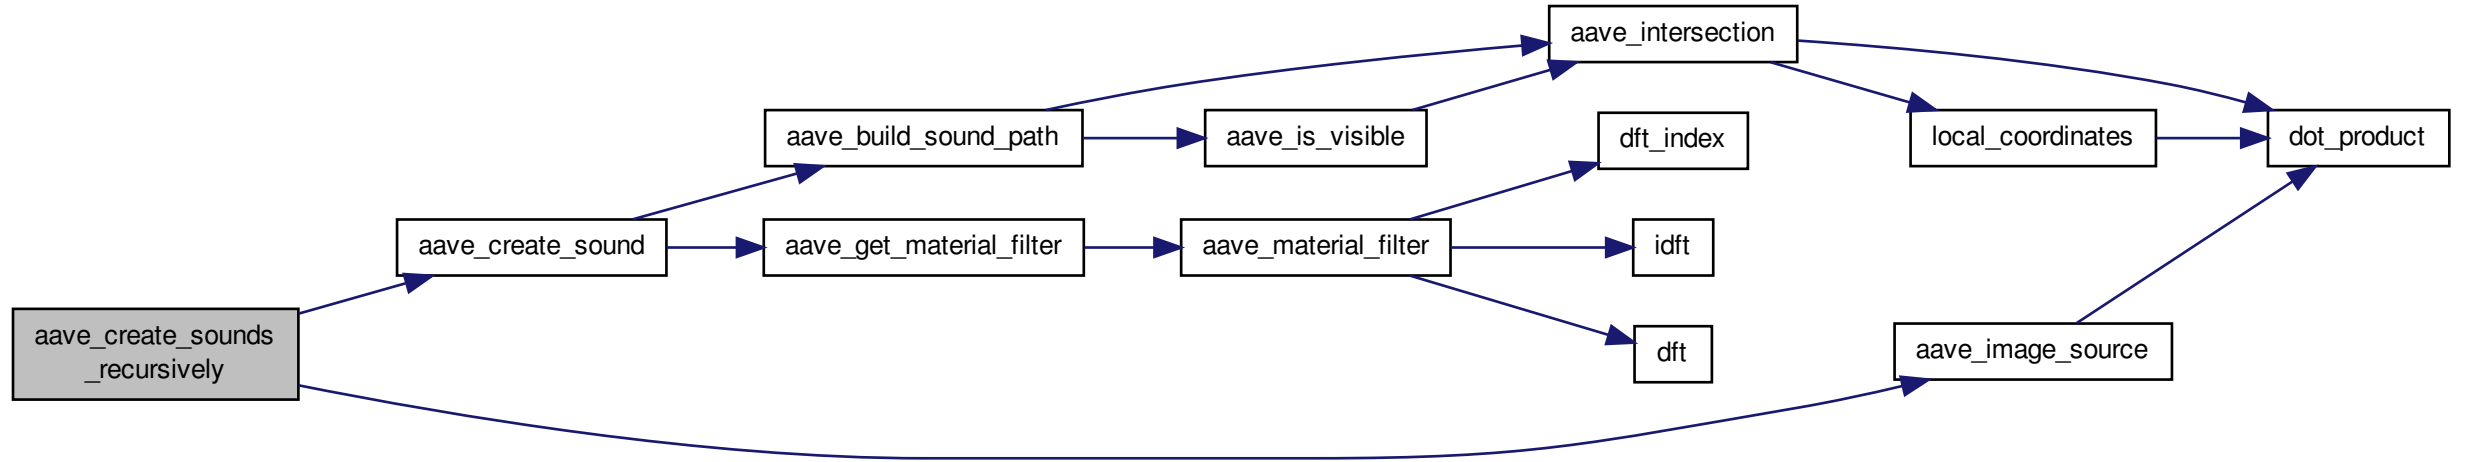 aave_intersection
aave_build_sound_path
aave_is_visible
dft_index
local_coordinates
dot_product
aave_create_sound
aave_get_material_filter
aave_material_filter
idft
aave_create_sounds
_recursively
dft
aave_image_source